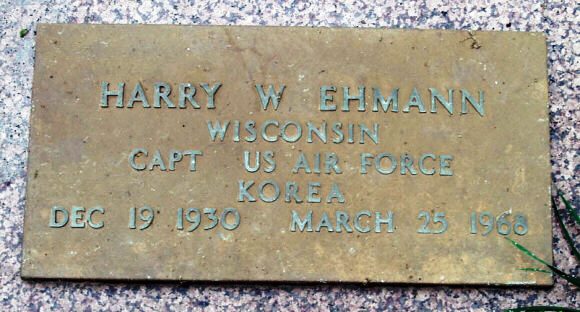 HARRY W EHMANN
WISCONSIN
CAPT US AIR FORCE
KOREA
DEC 19 1930 MARCH 25 1968